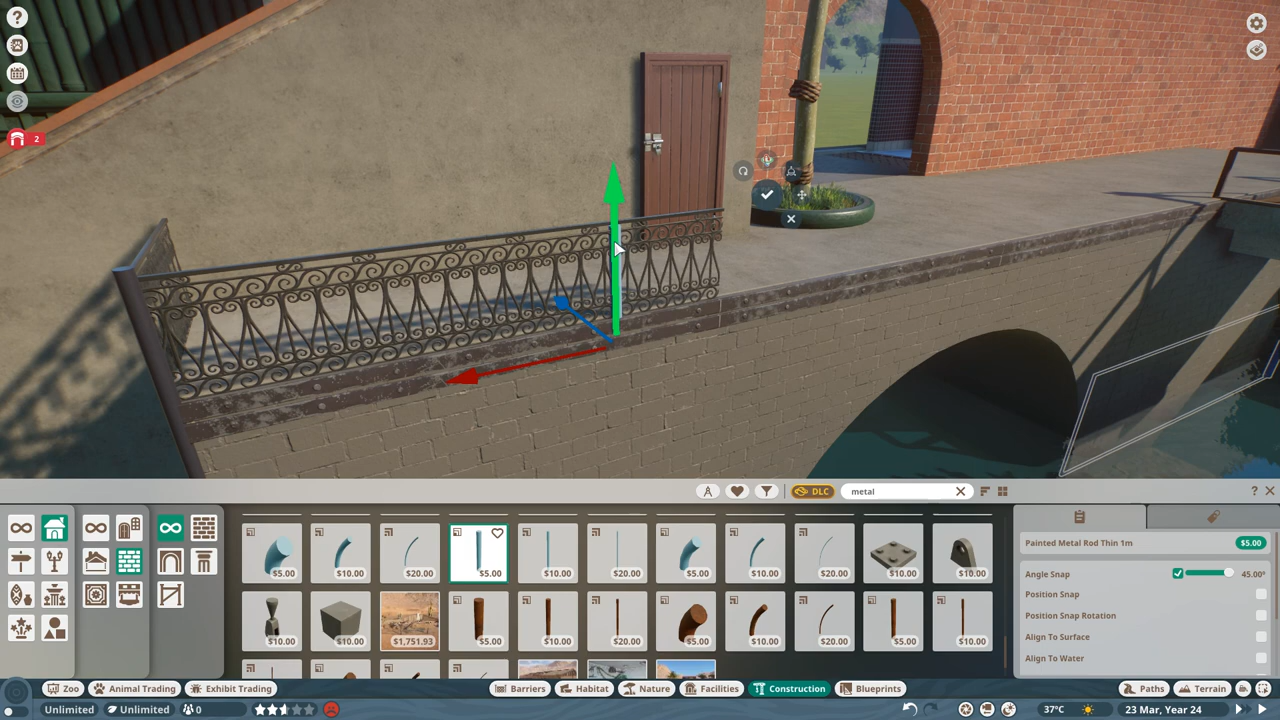 ?
2
DLC
metal
?
$5.00
$10.00
$20.00
$5.00
$10.00
$20.00
$5.00
$10.00
$20.00
$10.00
$10.00
$10.00
$10.00
$1,751.93
$5.00
$10.00
$20.00
$5.00
$10.00
$20.00
$5.00
$10.00
Painted Metal Rod Thin 1m
$5.00
Angle Snap
45.00°
Position Snap
Position Snap Rotation
Align To Surface
Align To Water
Zoo
Animal Trading
Exhibit Trading
Barriers
Habitat
Nature
Facilities
Construction
Blueprints
Paths
Terrain
Unlimited
Unlimited
0
37°C
23 Mar, Year 24